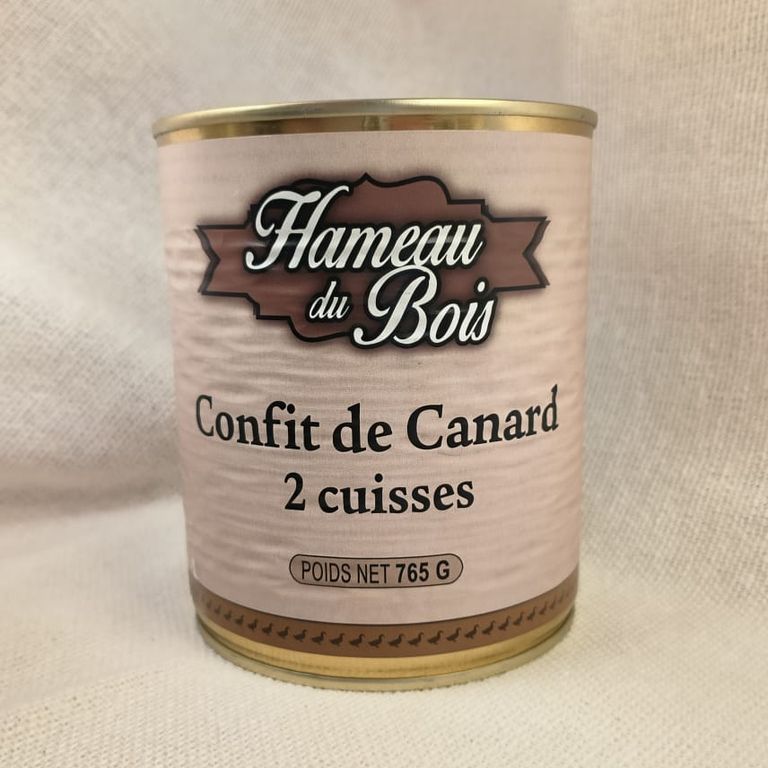 Hameau
du Bois
Confit de Canard
2 cuisses
POIDS NET 765 G